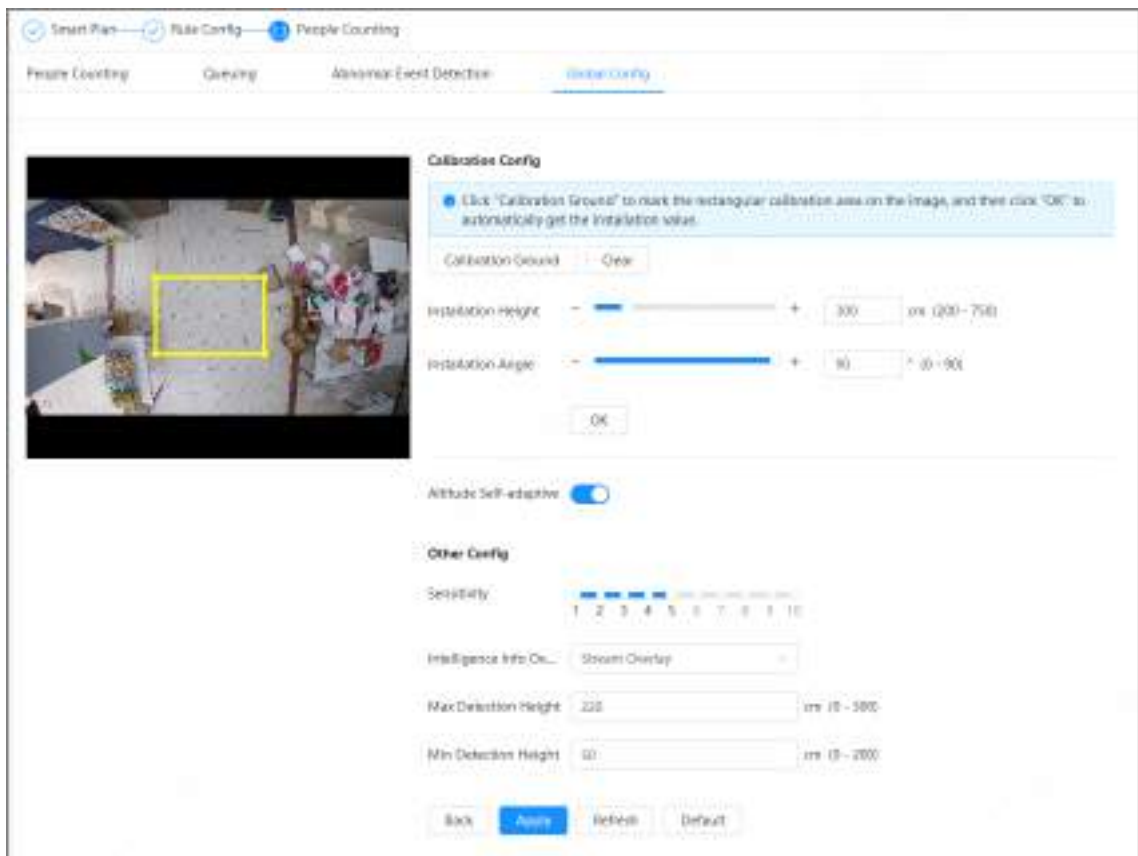 Smart Plan Rule Config People Counting
People Counting Queuing Abnormal Event Detection Global Config
Calibration Config
Click "Calibration Ground" to mark the rectangular calibration area on the image, and then click "OK" to
automatically get the installation value.
Calibration Ground Clear
Installation Height - + 300 cm (200 - 750)
Installation Angle - + 90 ° (0 - 90)
OK
Altitude Self-adaptive
Other Config
Sensitivity
1 2 3 4 5 6 7 8 9 10
Intelligence Info Ov... Stream Overlay
Max Detection Height 220 cm (0 - 300)
Min Detection Height cm (0 - 200)
Back Apply Refresh Default